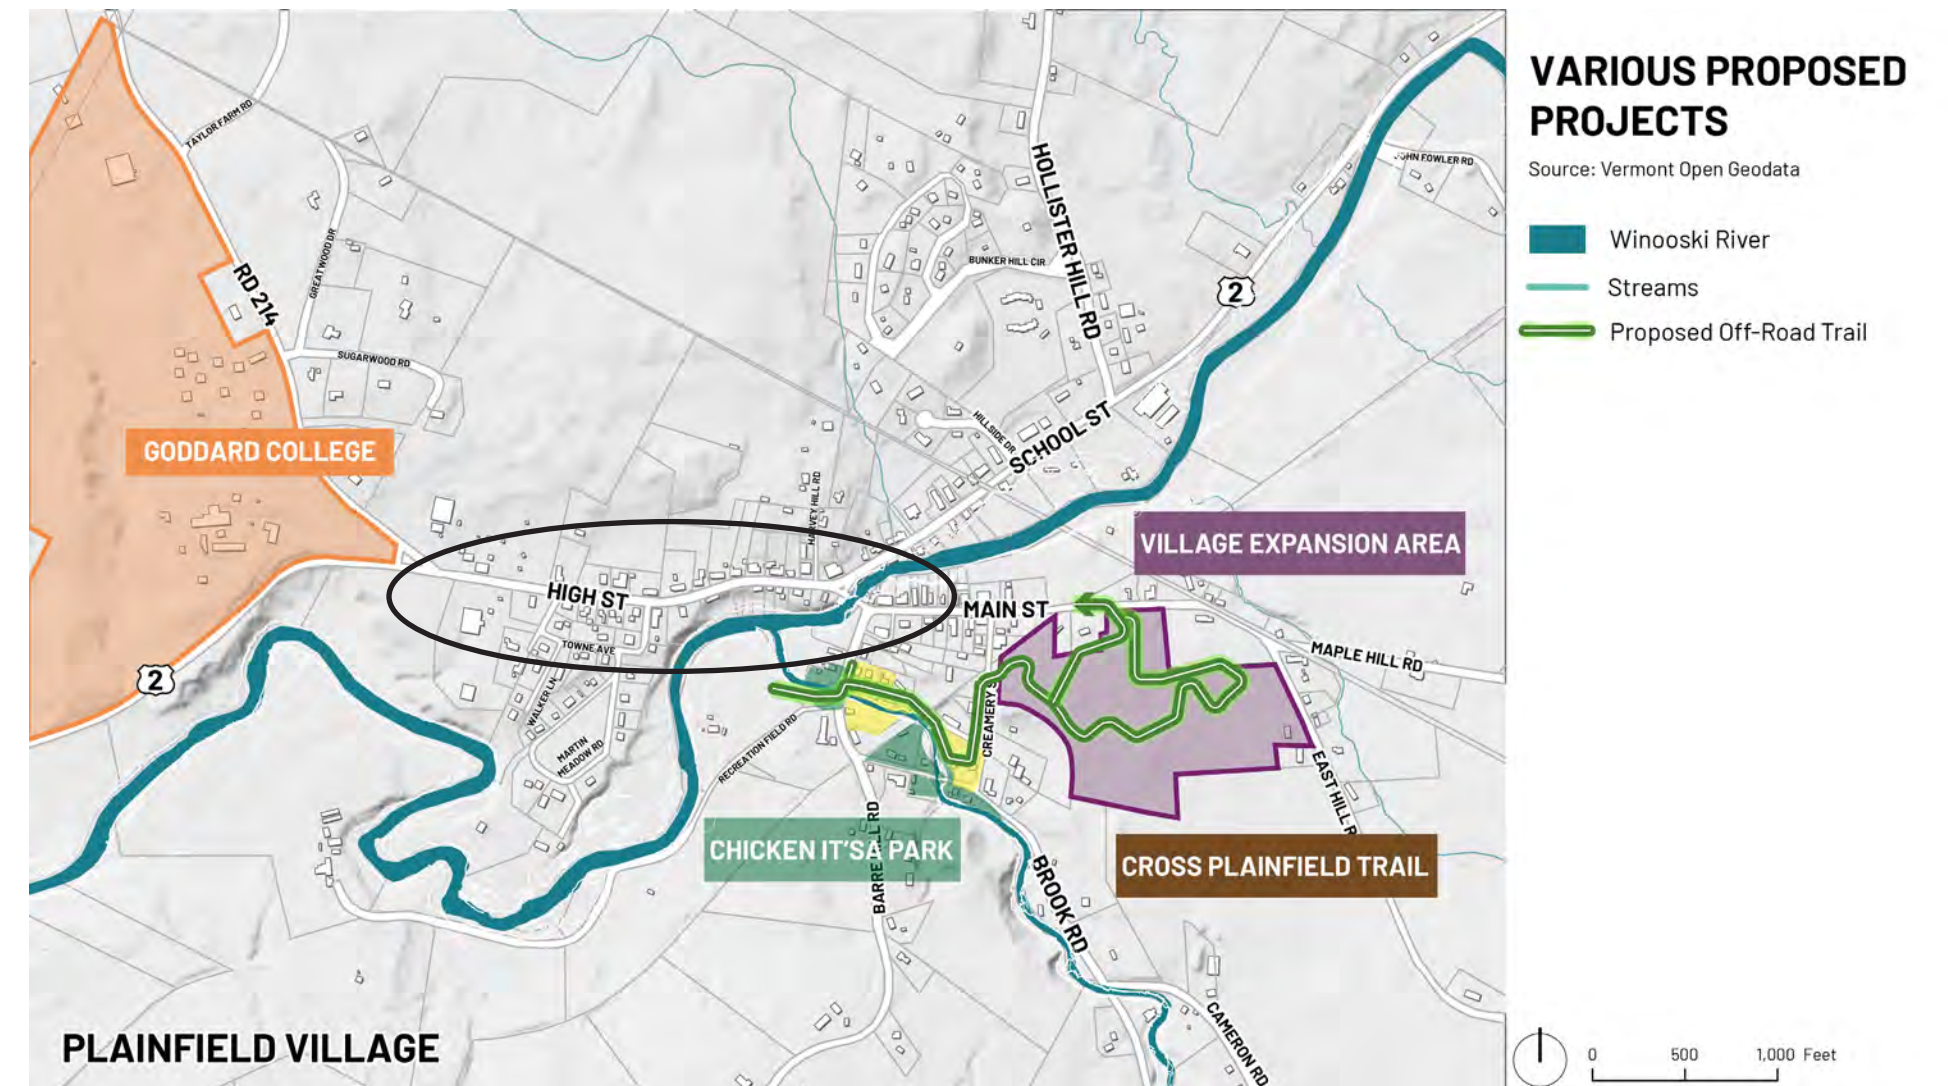 VARIOUS PROPOSED
PROJECTS
Source: Vermont Open Geodata
Winooski River
Streams
Proposed Off-Road Trail
TAYLOR FARM RD
JOHN FOWLER RD
HOLLISTER HILL RD
GREATWOOD DR
RD 214
BUNKER HILL CIR
2
SUGARWOOD RD
HILLSIDE DR
SCHOOL ST
GODDARD COLLEGE
HARVEY HILL RD
VILLAGE EXPANSION AREA
HIGH ST
MAIN ST
TOWNE AVE
MAPLE HILL RD
2
WALKER LN
CREAMERY S
MARTIN
MEADOW RD
RECREATION FIELD RD
EAST HILL R
CHICKEN IT'SA PARK
BARRE HILL RD
CROSS PLAINFIELD TRAIL
BROOK RD
CAMERON RD
PLAINFIELD VILLAGE
0 500 1,000 Feet